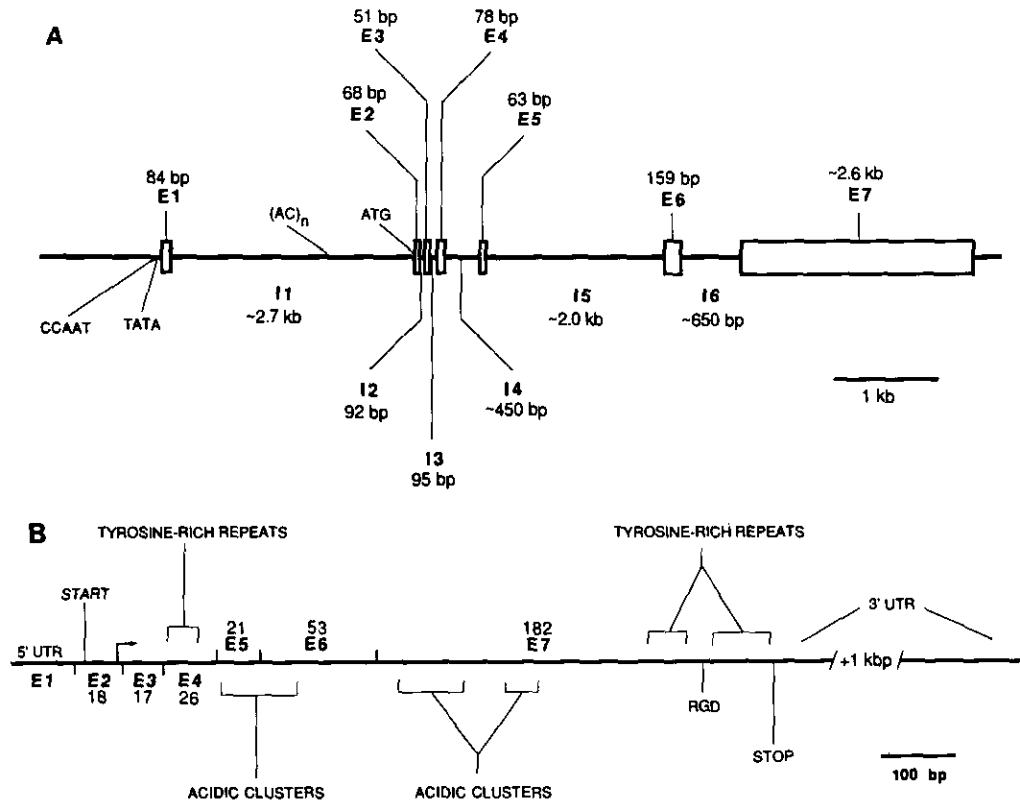 A
51 bp
E3
78 bp
E4
68 bp
E2
63 bp
E5
84 bp
E1
(AC)n
ATG
159 bp
E6
~2.6 kb
E7
CCAAT
TATA
I1
~2.7 kb
I5
~2.0 kb
I6
~650 bp
I2
92 bp
I4
~450 bp
1 kb
I3
95 bp
B
TYROSINE-RICH REPEATS
TYROSINE-RICH REPEATS
START
3' UTR
5' UTR
21
E5
53
E6
182
E7
+1 kbp
E1
E2
18
E3
17
E4
26
RGD
STOP
100 bp
ACIDIC CLUSTERS
ACIDIC CLUSTERS